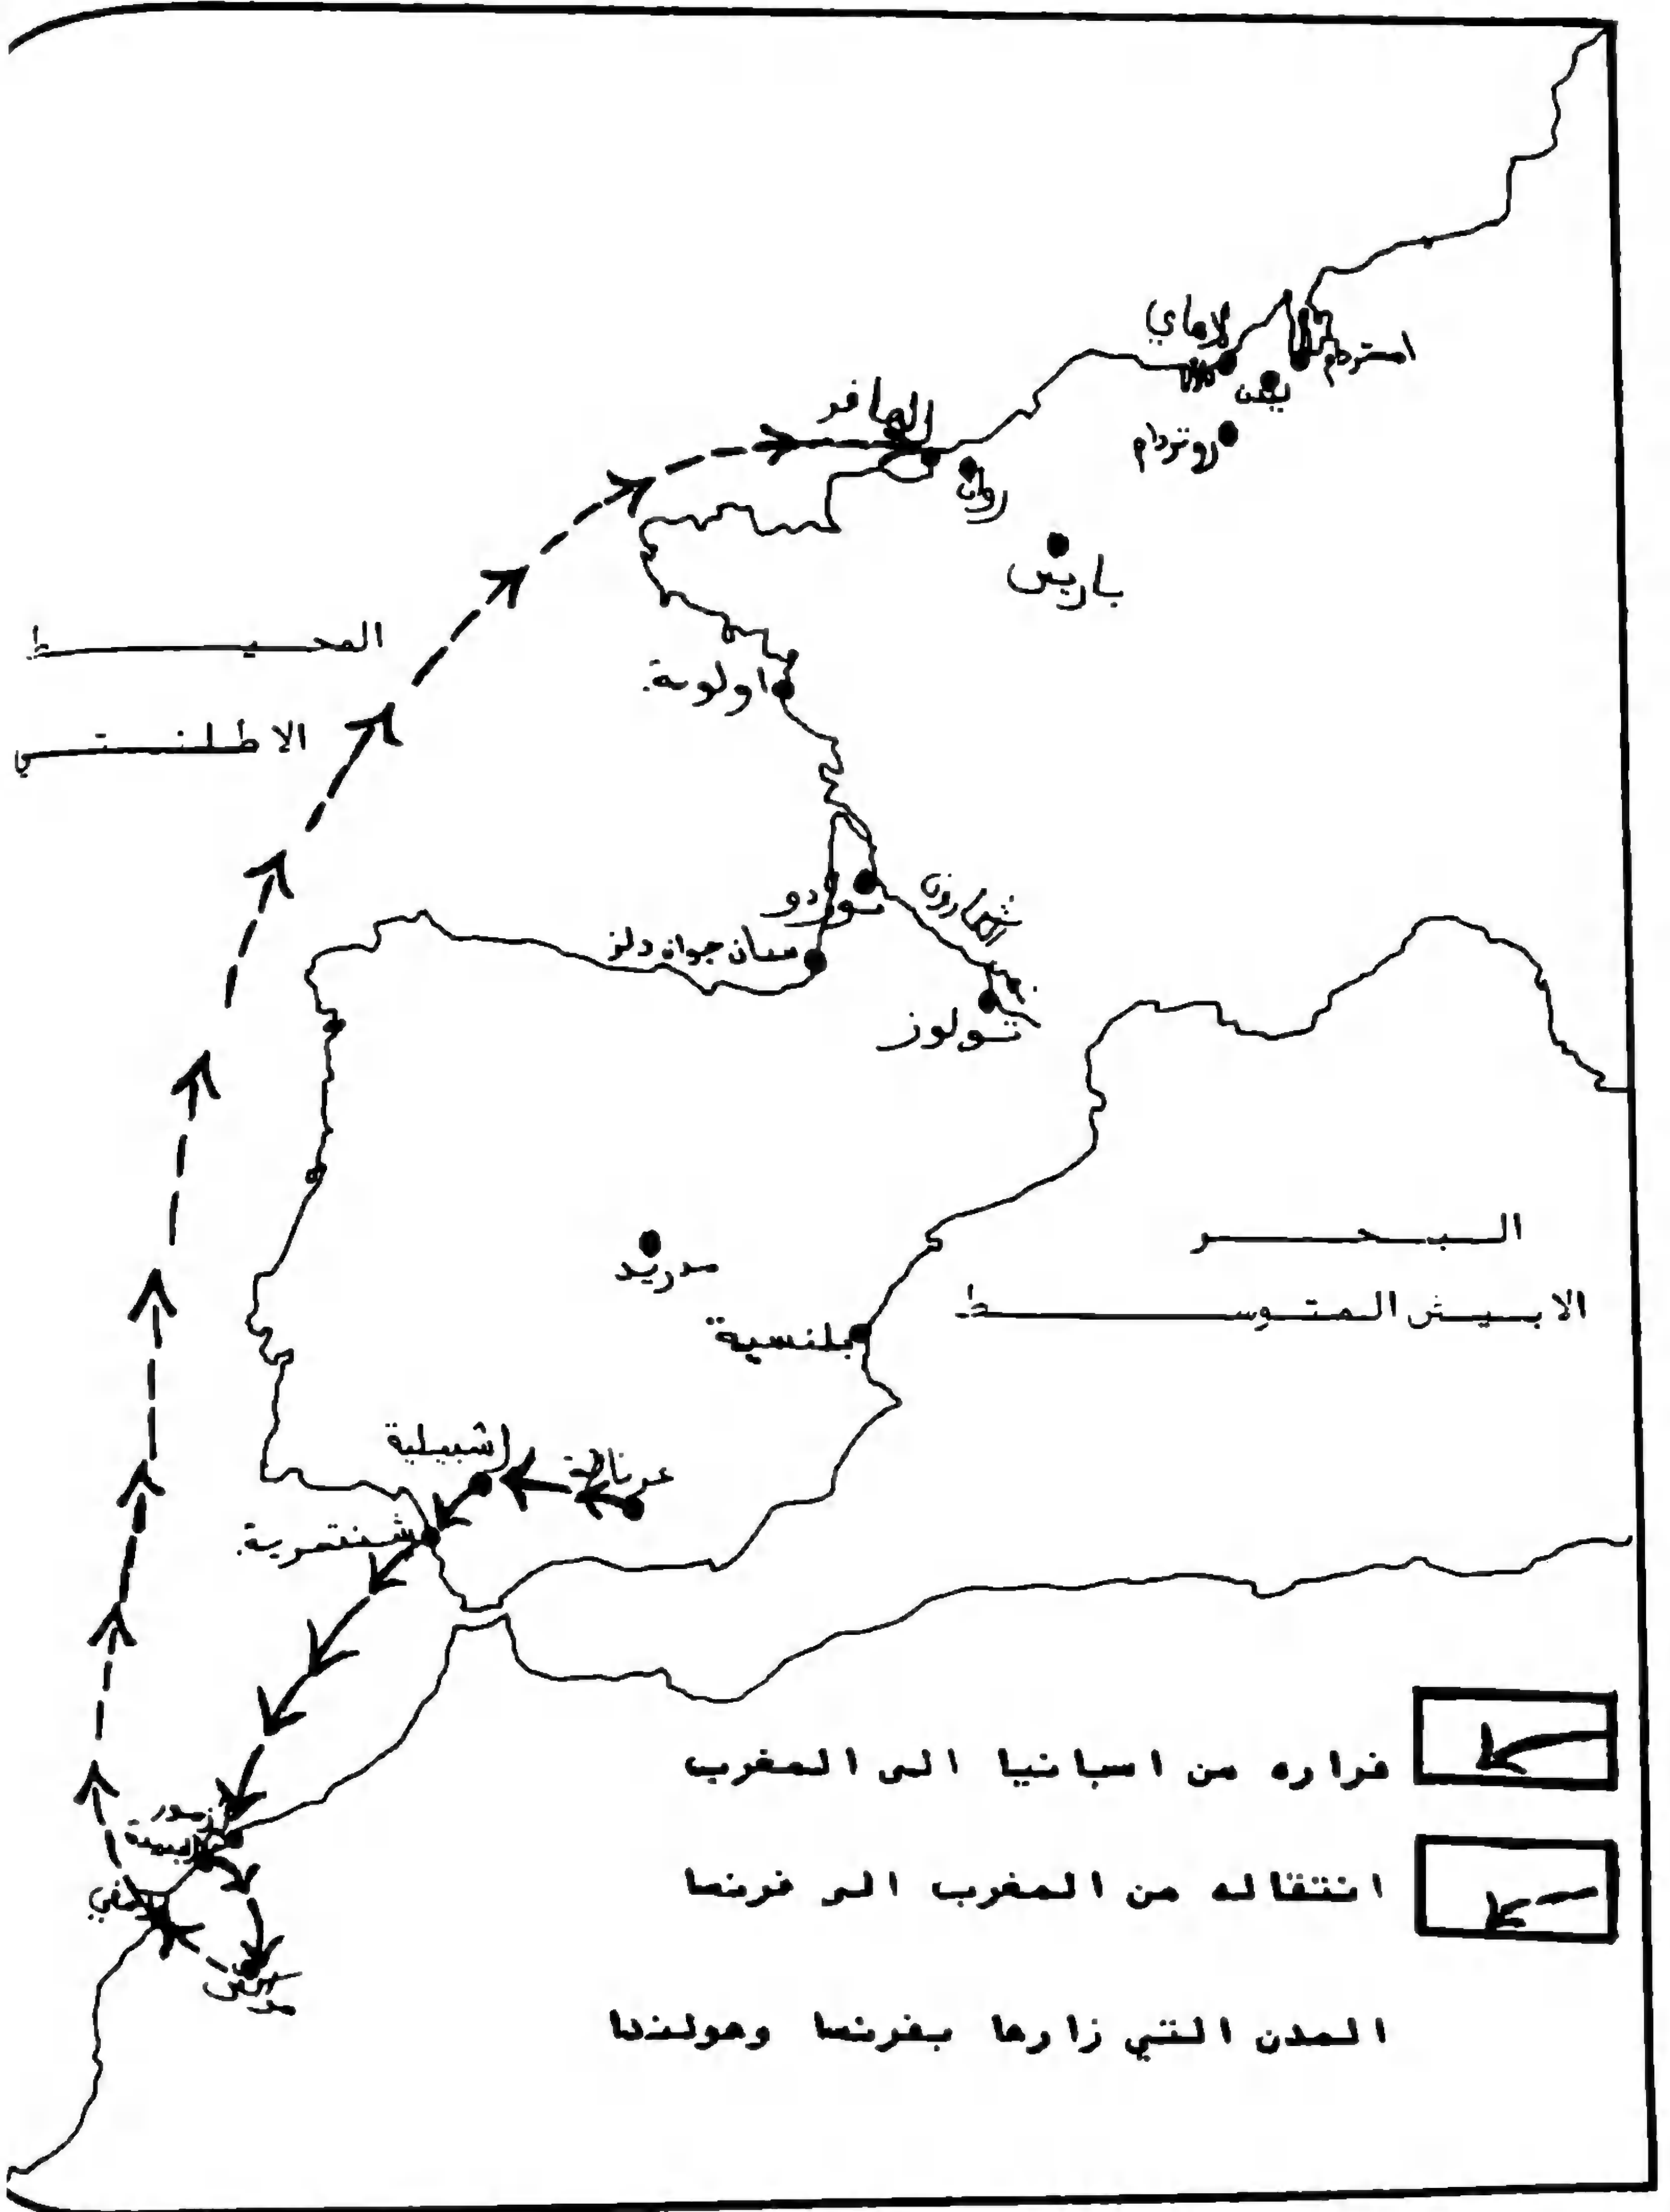 لاهاي
امستردام
ليدن
روتردام
الهافر
روان
باريس
المحيط
الاطلنتي
اولونة
بوردو
سان جوان دلز
تولوز
البحر
الابيض المتوسط
مدريد
بلنسية
اشبيلية
غرناطة
شنتمرية
اسفي
مراكش
فراره من اسبانيا الى المغرب
انتقاله من المغرب الى فرنسا
المدن التي زارها بفرنسا وهولندا